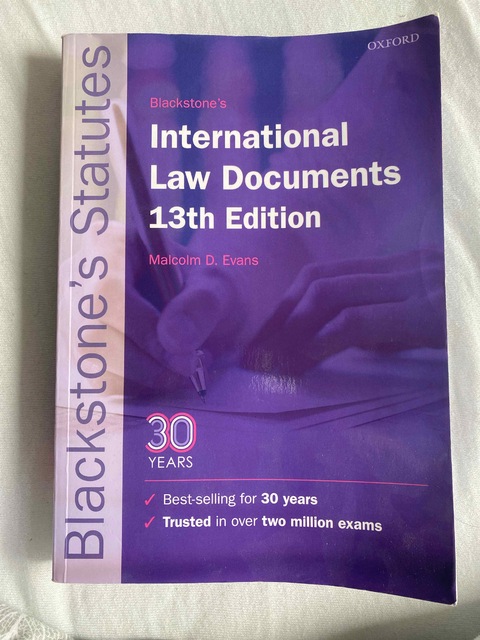 Blackstone's Statutes
OXFORD
Blackstone's
International
Law Documents
13th Edition
Malcolm D. Evans
30
YEARS
✓ Best-selling for 30 years
✓ Trusted in over two million exams